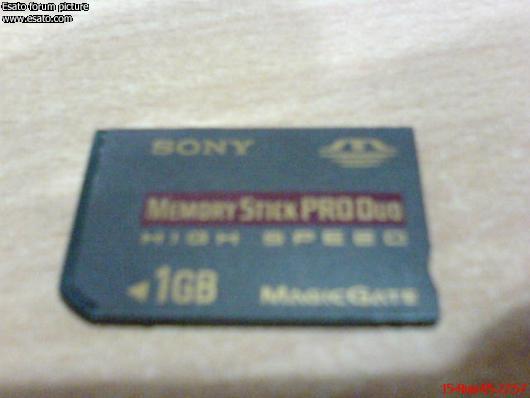 Esato forum picture
www.esato.com
SONY
MEMORY STICK PRO DUO
HIGH SPEED
1GB
MAGICGATE